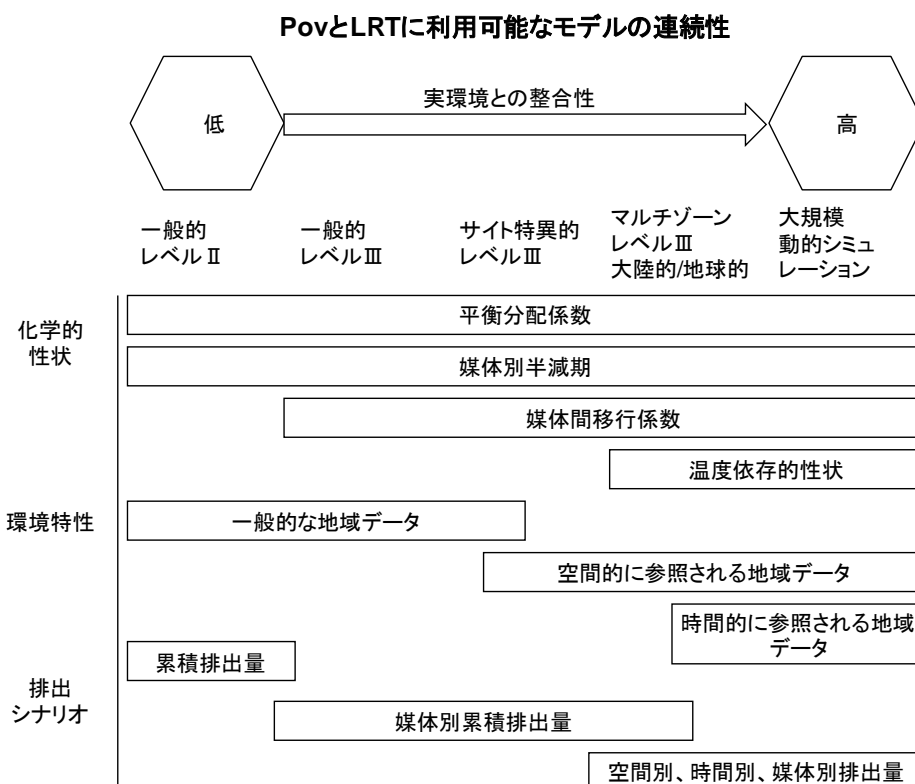 PovとLRTに利用可能なモデルの連続性
低
実環境との整合性
高
一般的
レベルⅡ
一般的
レベルⅢ
サイト特異的
レベルⅢ
マルチゾーン
レベルⅢ
大陸的/地球的
大規模
動的シミュ
レーション
化学的
性状
平衡分配係数
媒体別半減期
媒体間移行係数
温度依存的性状
環境特性
一般的な地域データ
空間的に参照される地域データ
時間的に参照される地域
データ
排出
シナリオ
累積排出量
媒体別累積排出量
空間別、時間別、媒体別排出量